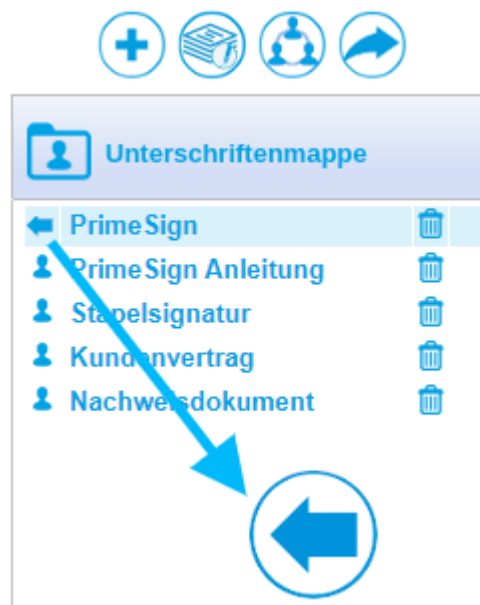 Unterschriftenmappe
PrimeSign
PrimeSign Anleitung
Stapelsignatur
Kundenvertrag
Nachweisdokument